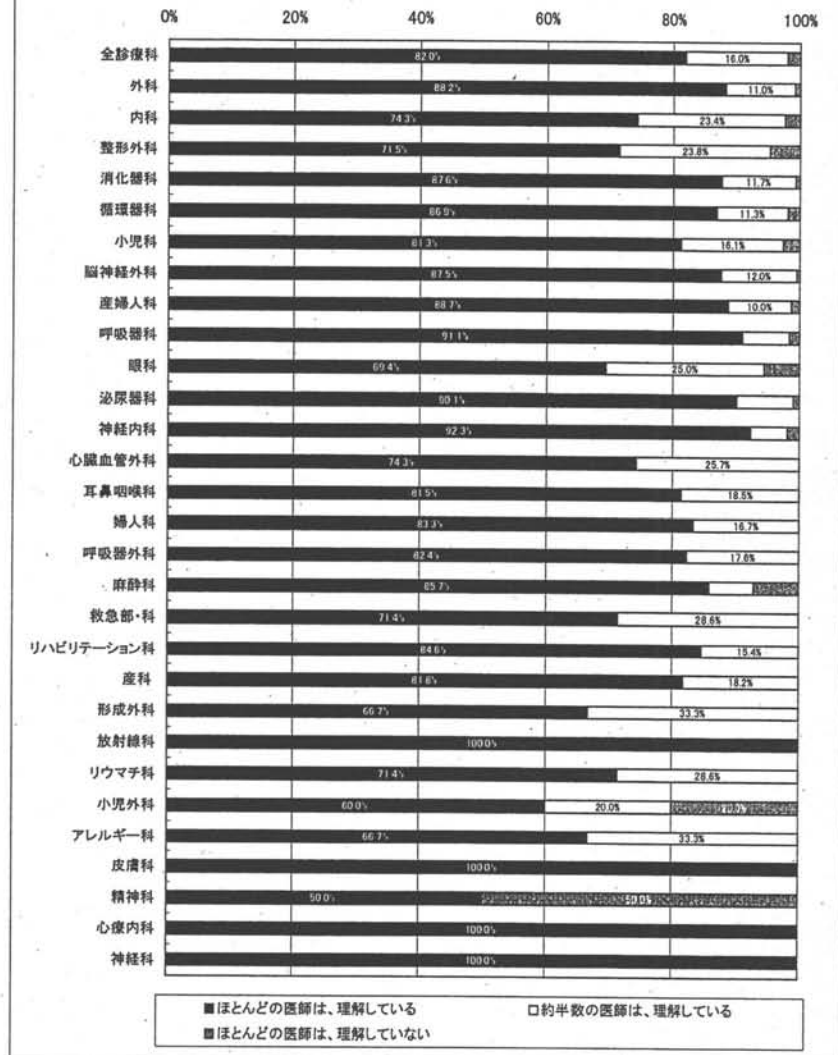 0% 20% 40% 60% 80% 100%
全診療科 82.0% 16.0%
外科 88.2% 11.0%
内科 74.3% 23.4%
整形外科 71.5% 23.8%
消化器科 87.6% 11.7%
循環器科 86.9% 11.3%
小児科 81.3% 16.1%
脳神経外科 87.5% 12.0%
産婦人科 88.7% 10.0%
呼吸器科 91.1%
眼科 69.4% 25.0%
泌尿器科 90.1%
神経内科 92.3%
心臓血管外科 74.3% 25.7%
耳鼻咽喉科 81.5% 18.5%
婦人科 83.3% 16.7%
呼吸器外科 82.4% 17.6%
麻酔科 85.7%
救急部・科 71.4% 28.6%
リハビリテーション科 84.6% 15.4%
産科 81.8% 18.2%
形成外科 66.7% 33.3%
放射線科 100.0%
リウマチ科 71.4% 28.6%
小児外科 60.0% 20.0% 20.0%
アレルギー科 66.7% 33.3%
皮膚科 100.0%
精神科 50.0% 50.0%
心療内科 100.0%
神経科 100.0%
■ほとんどの医師は、理解している □約半数の医師は、理解している
■ほとんどの医師は、理解していない